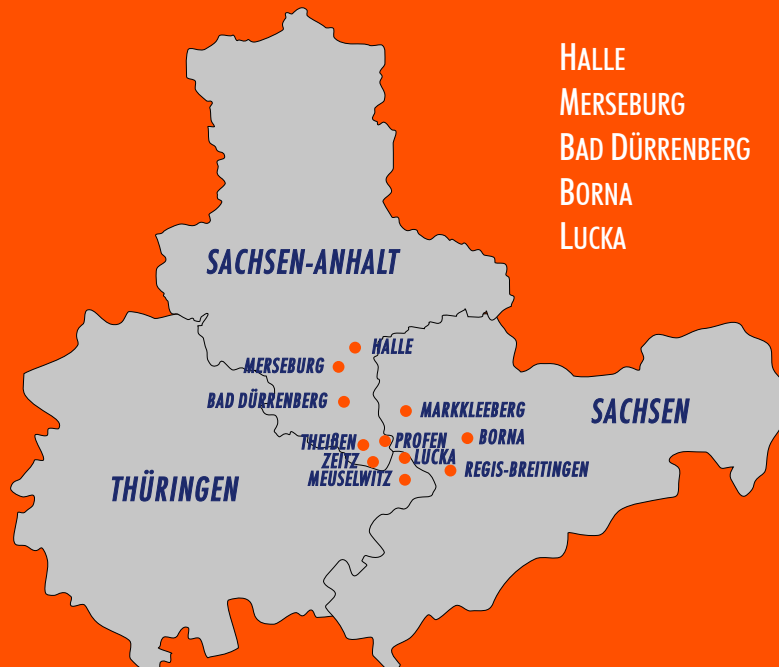 HALLE
MERSEBURG
BAD DÜRRENBERG
BORNA
LUCKA
SACHSEN-ANHALT
HALLE
MERSEBURG
BAD DÜRRENBERG
MARKKLEEBERG
SACHSEN
THEIßEN
PROFEN
BORNA
ZEITZ
LUCKA
MEUSELWITZ
REGIS-BREITINGEN
THÜRINGEN